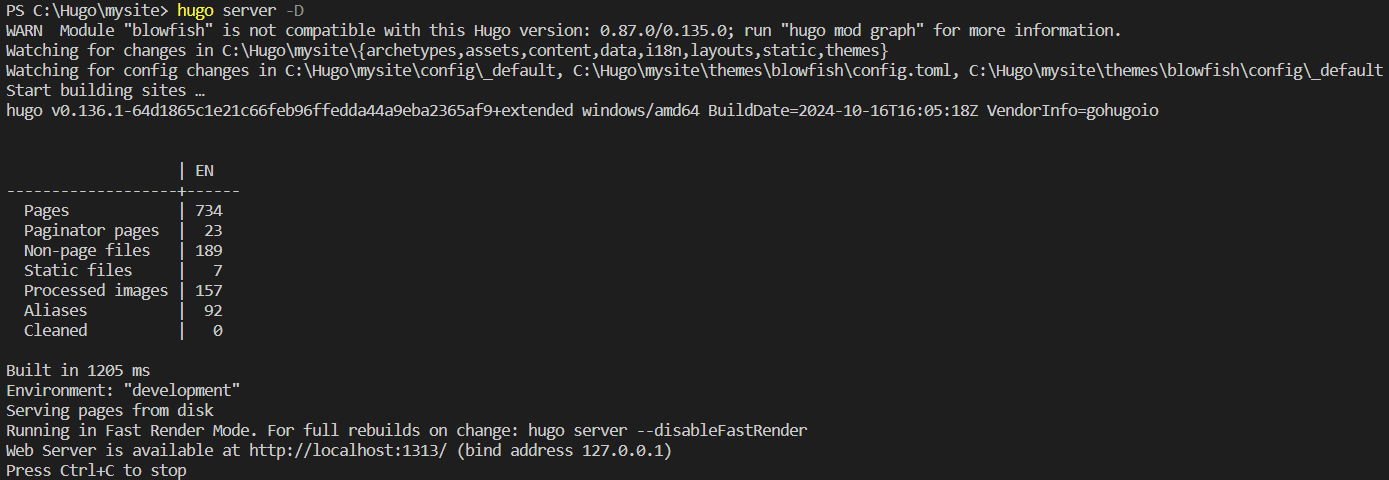 PS C:\Hugo\mysite> hugo server -D
WARN  Module "blowfish" is not compatible with this Hugo version: 0.87.0/0.135.0; run "hugo mod graph" for more information.
Watching for changes in C:\Hugo\mysite\{archetypes,assets,content,data,i18n,layouts,static,themes}
Watching for config changes in C:\Hugo\mysite\config\_default, C:\Hugo\mysite\themes\blowfish\config.toml, C:\Hugo\mysite\themes\blowfish\config\_default
Start building sites …
hugo v0.136.1-64d1865c1e21c66feb96ffedda44a9eba2365af9+extended windows/amd64 BuildDate=2024-10-16T16:05:18Z VendorInfo=gohugoio
                   | EN
-------------------+------
  Pages            | 734
  Paginator pages  |  23
  Non-page files   | 189
  Static files     |   7
  Processed images | 157
  Aliases          |  92
  Cleaned          |   0
Built in 1205 ms
Environment: "development"
Serving pages from disk
Running in Fast Render Mode. For full rebuilds on change: hugo server --disableFastRender
Web Server is available at http://localhost:1313/ (bind address 127.0.0.1)
Press Ctrl+C to stop